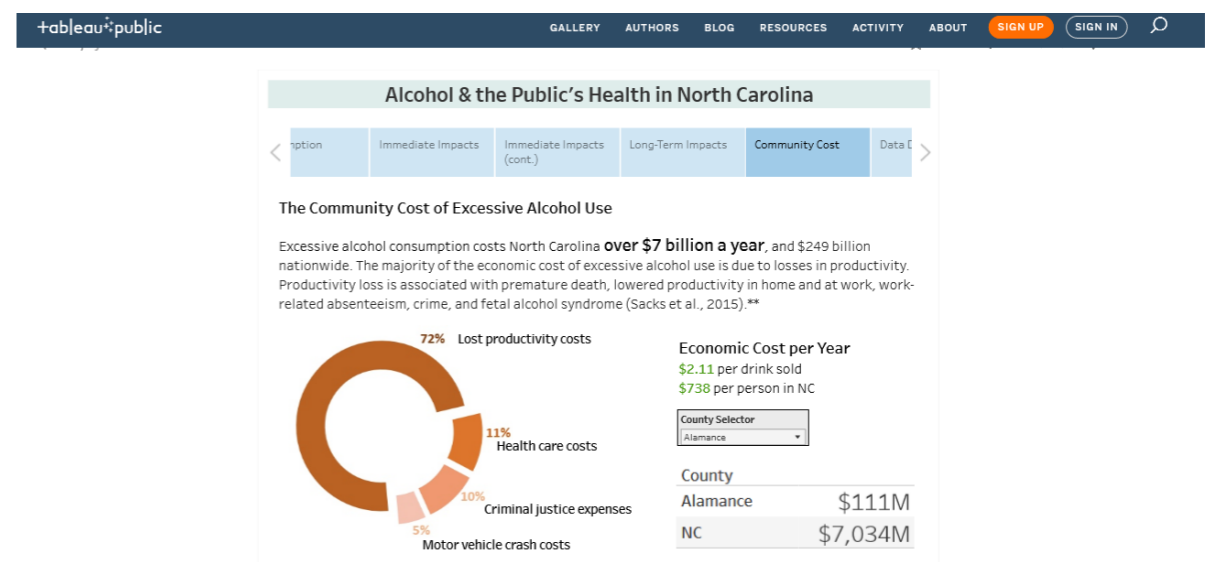 +ableau public
GALLERY AUTHORS BLOG RESOURCES ACTIVITY ABOUT SIGN UP SIGN IN
Alcohol & the Public's Health in North Carolina
Immediate Impacts
Immediate Impacts
(cont.)
Long-Term Impacts
Community Cost
Data
The Community Cost of Excessive Alcohol Use
Excessive alcohol consumption costs North Carolina over $7 billion a year, and $249 billion
nationwide. The majority of the economic cost of excessive alcohol use is due to losses in productivity.
Productivity loss is associated with premature death, lowered productivity in home and at work, work-
related absenteeism, crime, and fetal alcohol syndrome (Sacks et al., 2015).**
72% Lost productivity costs
11%
Health care costs
10%
Criminal justice expenses
5%
Motor vehicle crash costs
Economic Cost per Year
$2.11 per drink sold
$738 per person in NC
County Selector
Alamance
County
Alamance $111M
NC $7,034M